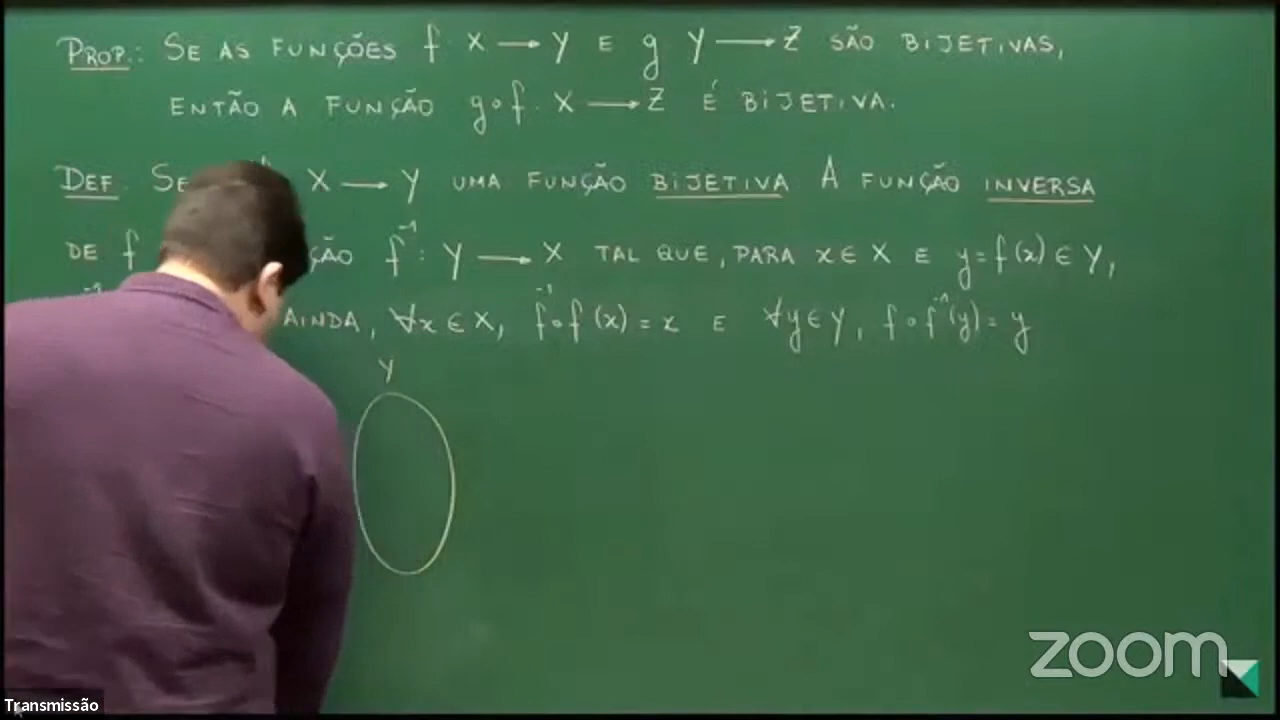 PROP.: SE AS FUNÇÕES f: X → Y E g: Y → Z SÃO BIJETIVAS,
ENTÃO A FUNÇÃO g∘f: X → Z É BIJETIVA.
DEF. X → Y UMA FUNÇÃO BIJETIVA A FUNÇÃO INVERSA
DE f f⁻¹: Y → X TAL QUE, PARA x ∈ X E y = f(x) ∈ Y,
AINDA, ∀x ∈ X, f⁻¹∘f(x) = x E ∀y ∈ Y, f∘f⁻¹(y) = y
Y
zoom
Transmissão